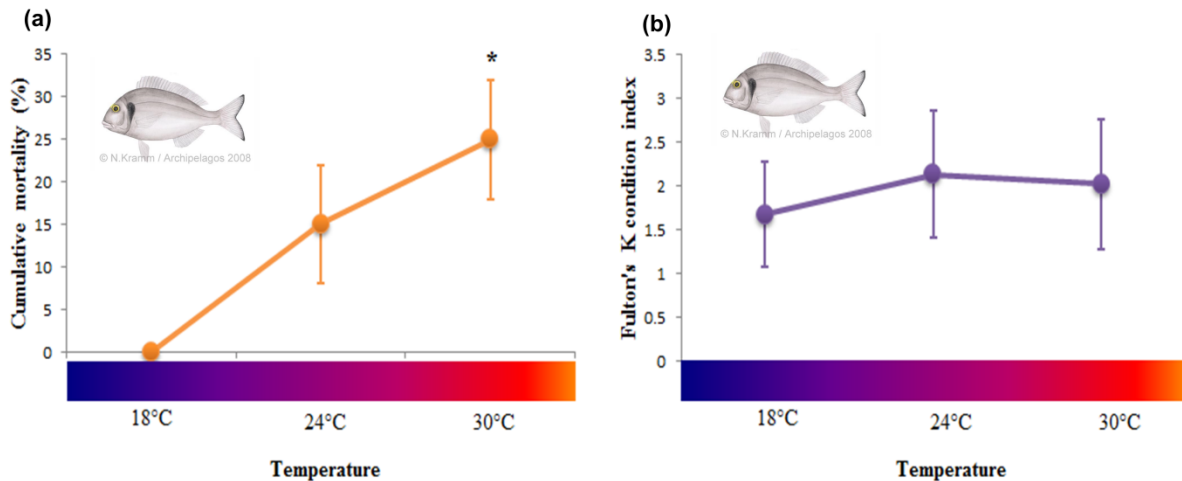 (a)
Cumulative mortality (%)
35
30
25
20
15
10
5
0
*
© N.Kramm / Archipelagos 2008
18°C
24°C
30°C
Temperature
(b)
Fulton's K condition index
3.5
3
2.5
2
1.5
1
0.5
0
© N.Kramm / Archipelagos 2008
18°C
24°C
30°C
Temperature